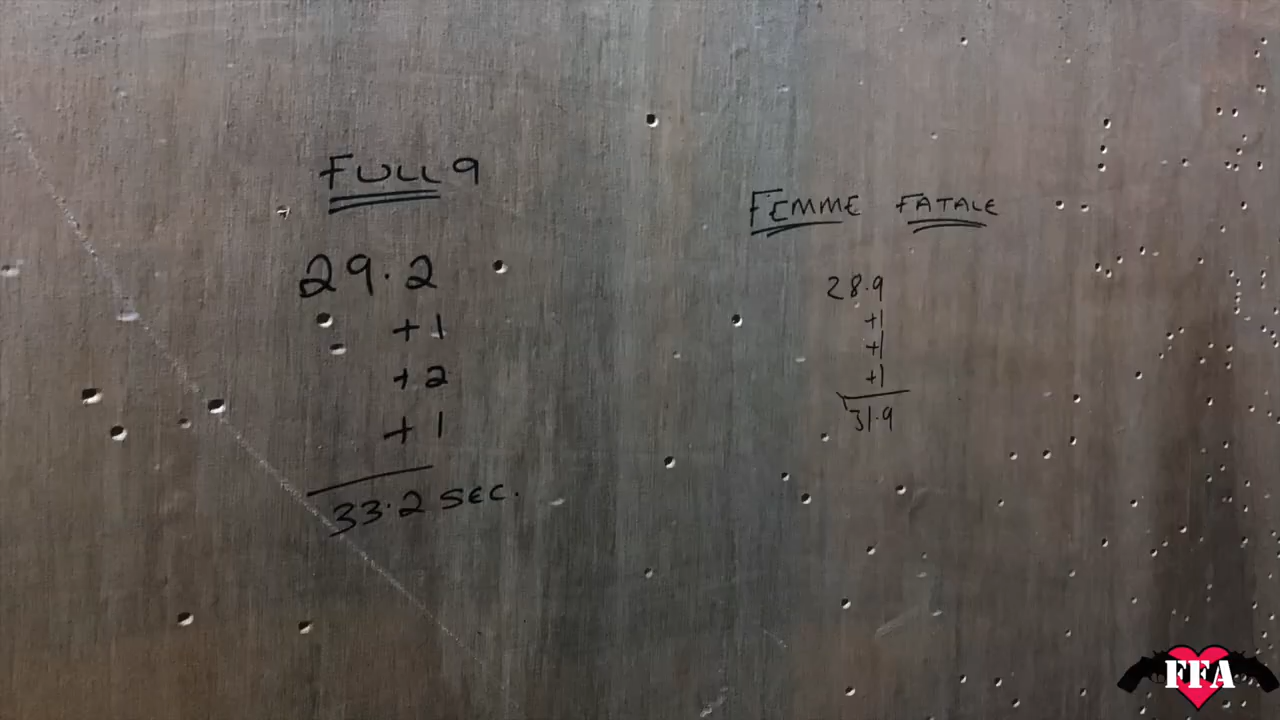 FULL 9
29.2
+1
+2
+1
33.2 SEC.
FEMME FATALE
28.9
+1
+1
+1
31.9
FFA